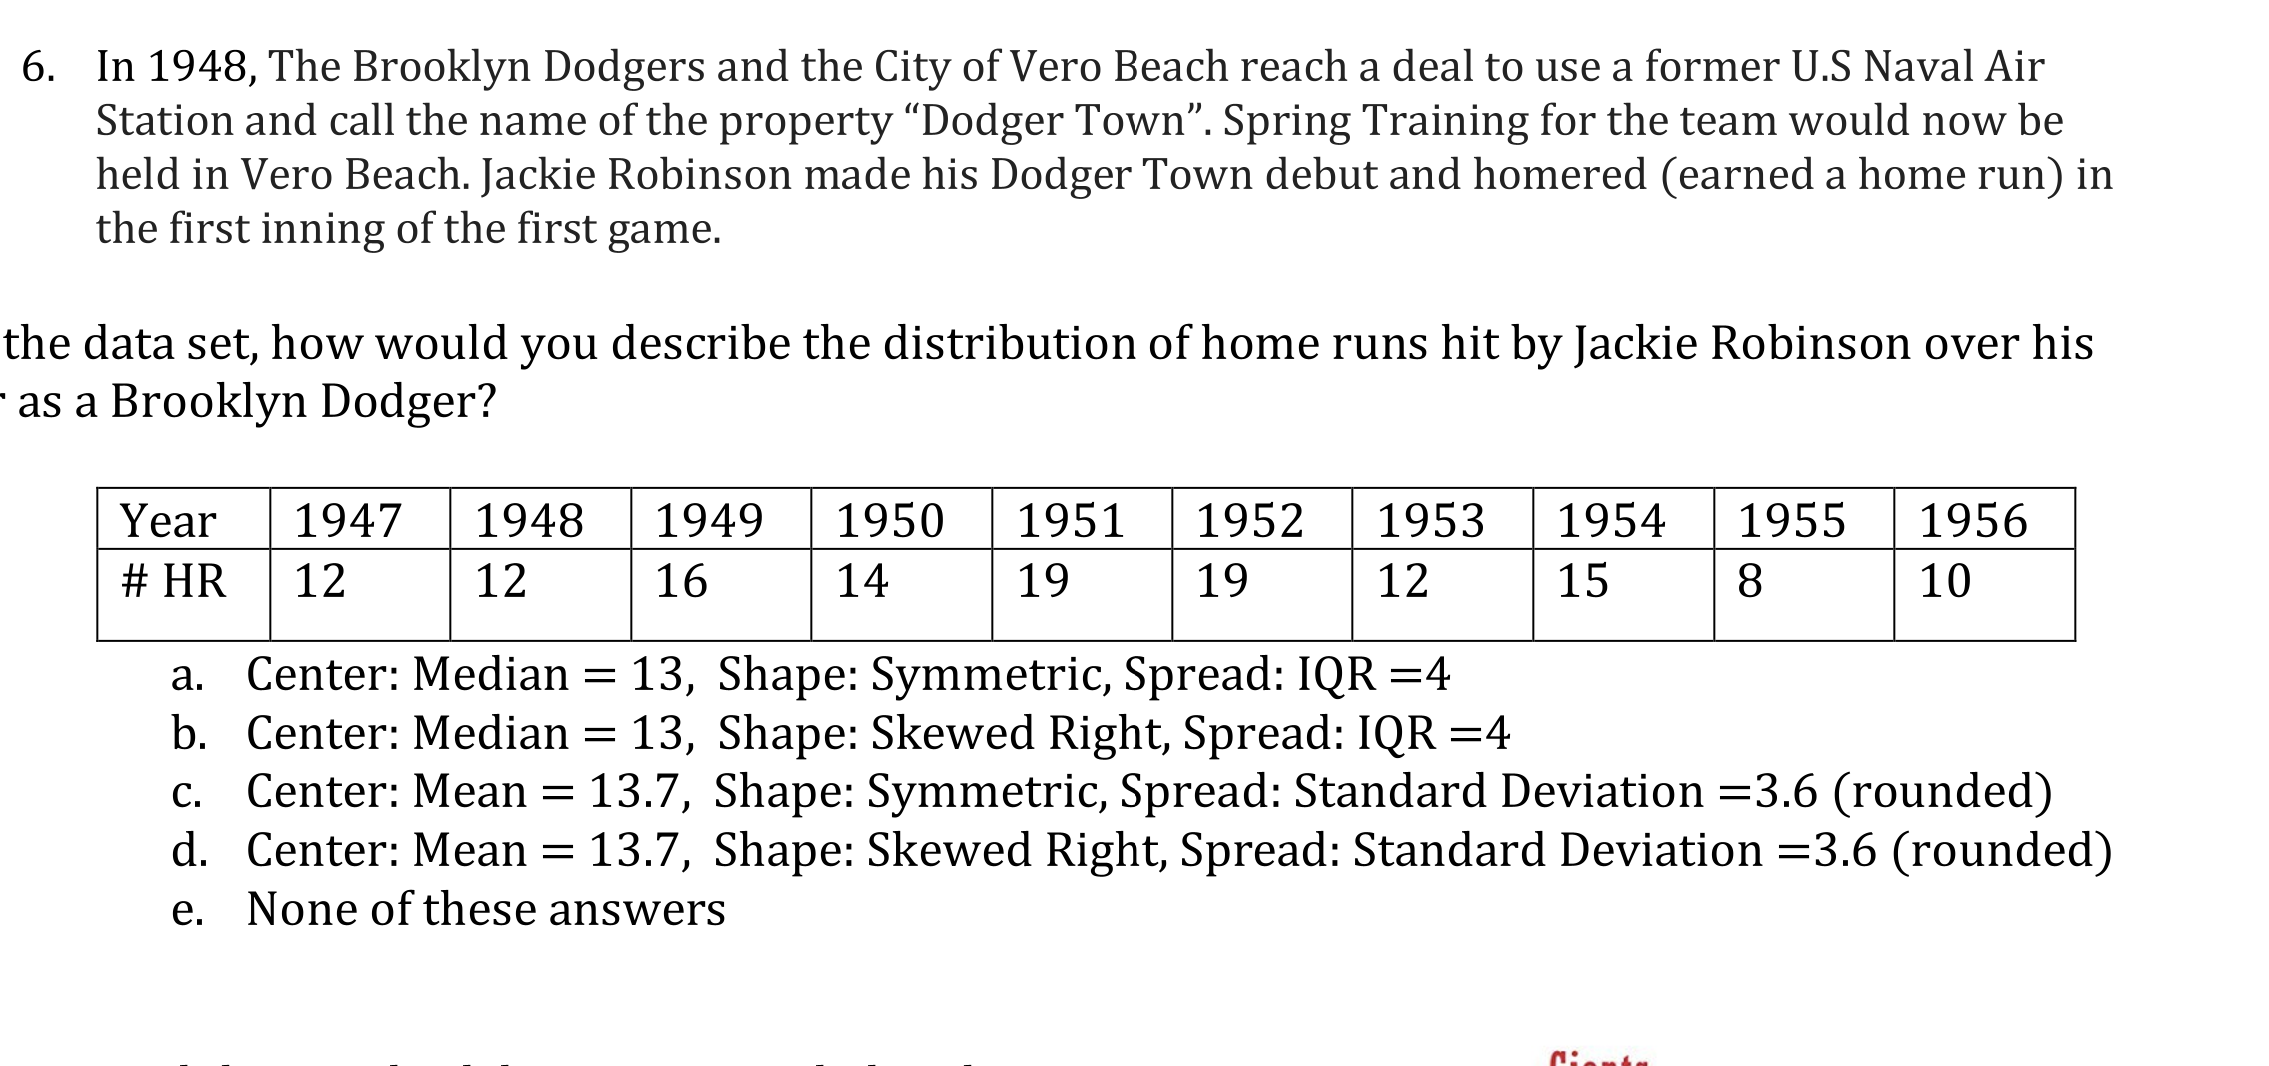 6. In 1948, The Brooklyn Dodgers and the City of Vero Beach reach a deal to use a former U.S Naval Air
Station and call the name of the property “Dodger Town”. Spring Training for the team would now be
held in Vero Beach. Jackie Robinson made his Dodger Town debut and homered (earned a home run) in
the first inning of the first game.
the data set, how would you describe the distribution of home runs hit by Jackie Robinson over his
as a Brooklyn Dodger?
Year 1947 1948 1949 1950 1951 1952 1953 1954 1955 1956
# HR 12 12 16 14 19 19 12 15 8 10
a. Center: Median = 13, Shape: Symmetric, Spread: IQR =4
b. Center: Median = 13, Shape: Skewed Right, Spread: IQR =4
c. Center: Mean = 13.7, Shape: Symmetric, Spread: Standard Deviation =3.6 (rounded)
d. Center: Mean = 13.7, Shape: Skewed Right, Spread: Standard Deviation =3.6 (rounded)
e. None of these answers